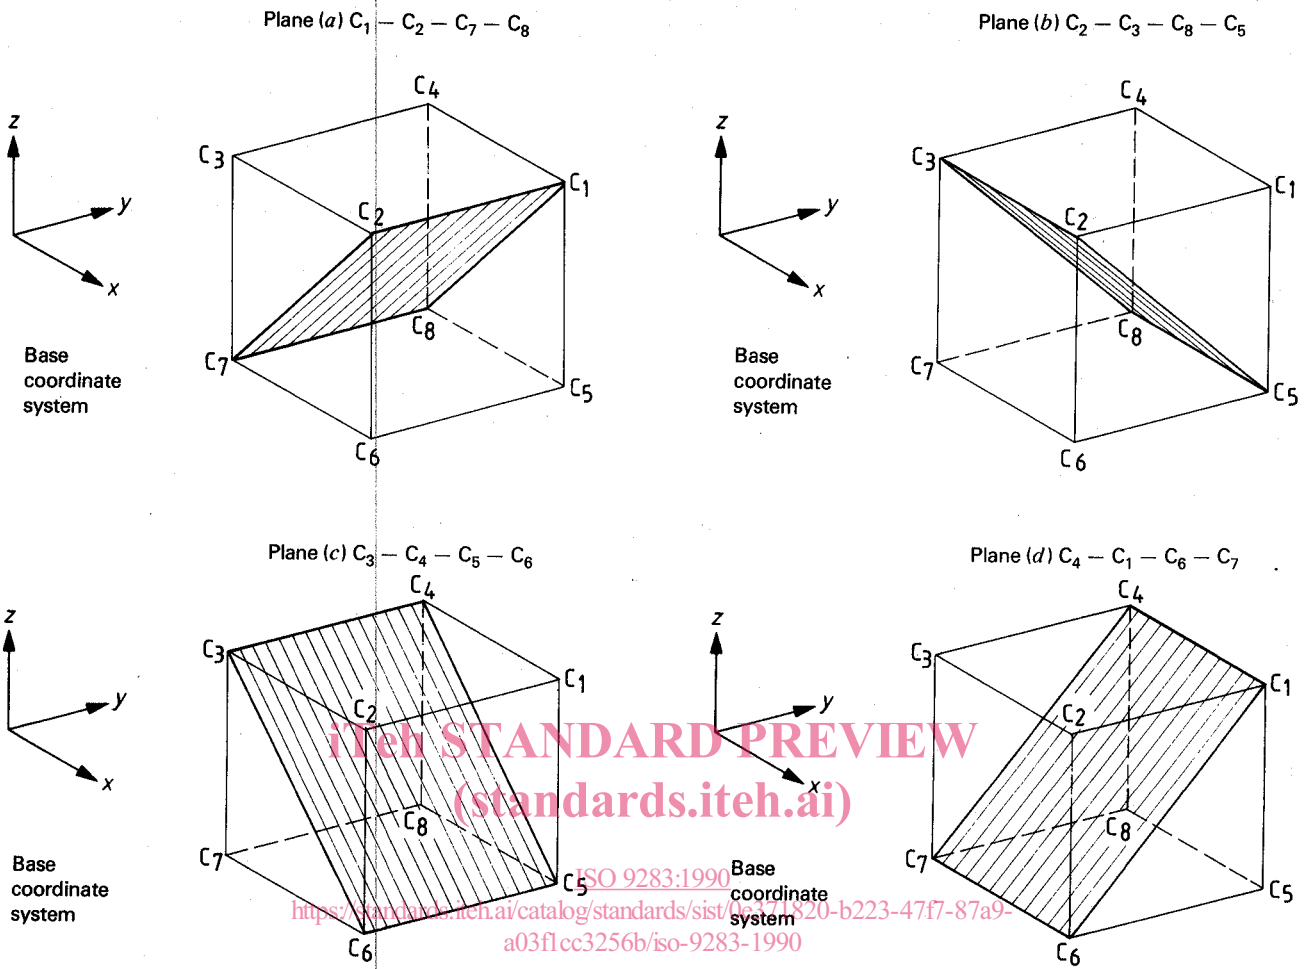 Plane (a) C₁ — C₂ — C₇ — C₈
C₄
z
C₃
C₁
y
C₂
x
C₈
C₇
Base
coordinate
system
C₅
C₆
Plane (b) C₂ — C₃ — C₈ — C₅
C₄
z
C₃
C₁
y
C₂
x
C₈
C₇
Base
coordinate
system
C₅
C₆
Plane (c) C₃ — C₄ — C₅ — C₆
C₄
z
C₃
C₁
y
C₂
x
C₈
C₇
Base
coordinate
system
C₅
C₆
Plane (d) C₄ — C₁ — C₆ — C₇
C₄
z
C₃
C₁
y
C₂
x
C₈
C₇
Base
coordinate
system
C₅
C₆
iTeh STANDARD PREVIEW
(standards.iteh.ai)
ISO 9283:1990
https://standards.iteh.ai/catalog/standards/sist/0e371820-b223-47f7-87a9-
a03f1cc3256b/iso-9283-1990